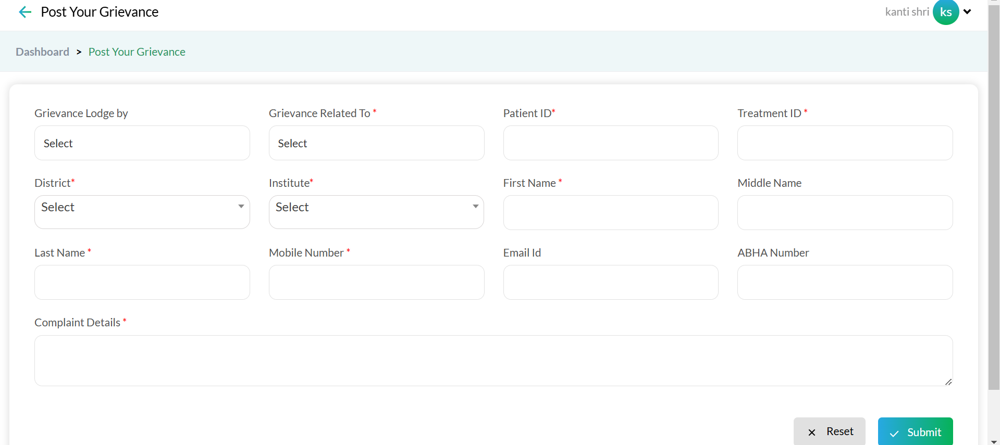 Post Your Grievance
kanti shri ks
Dashboard > Post Your Grievance
Grievance Lodge by Grievance Related To * Patient ID* Treatment ID *
Select Select
District* Institute* First Name * Middle Name
Select Select
Last Name * Mobile Number * Email Id ABHA Number
Complaint Details *
Reset Submit